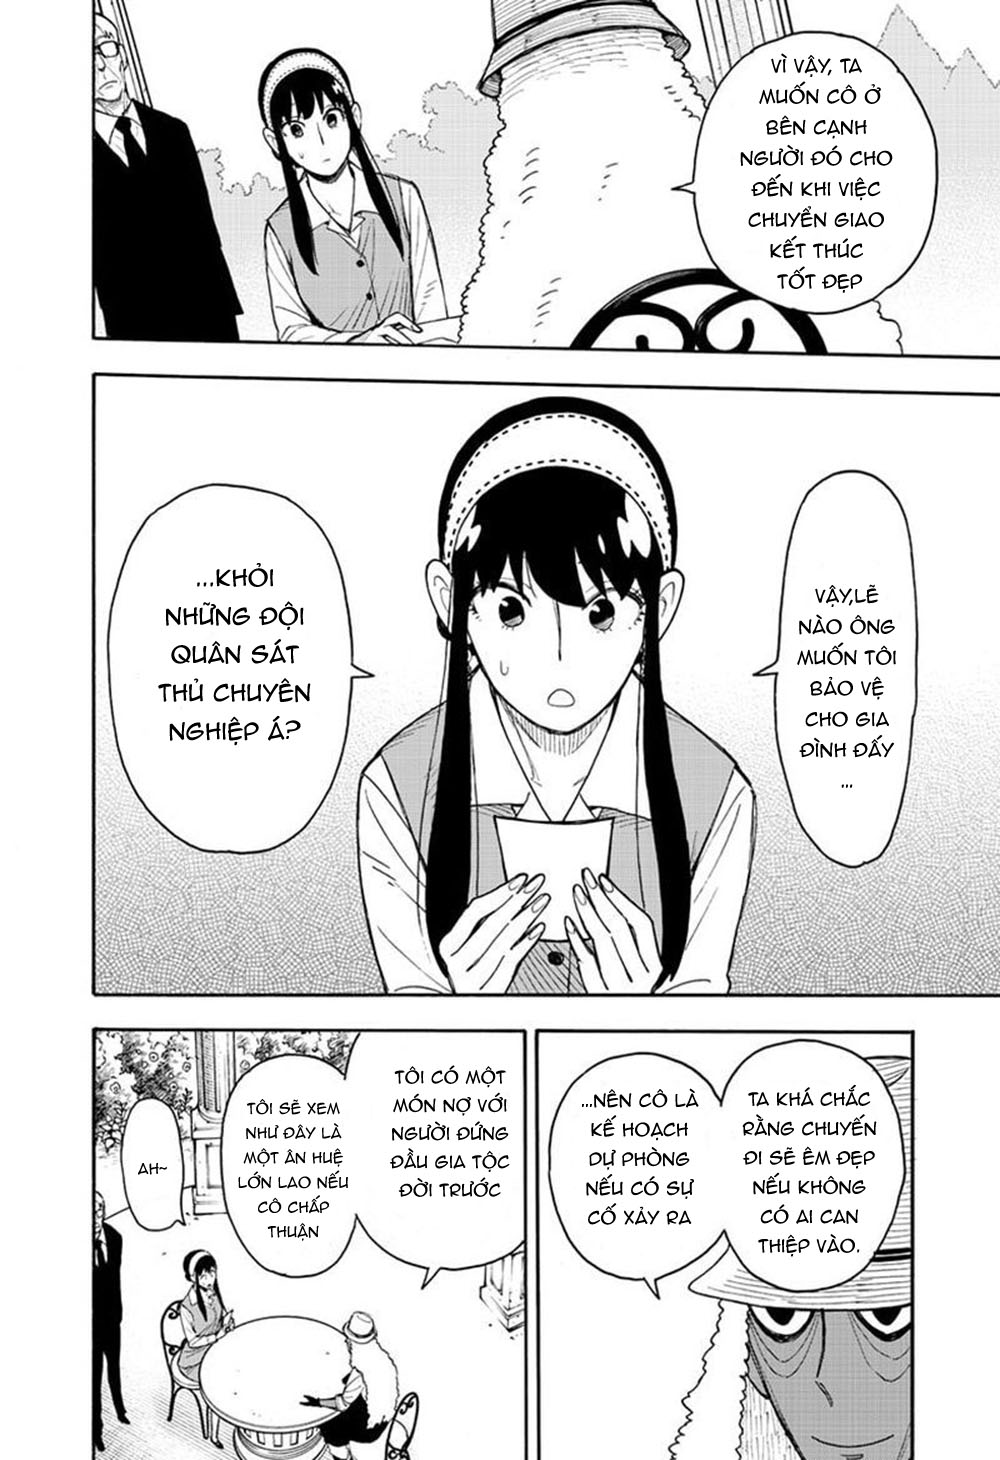 VÌ VẬY, TA
MUỐN CÔ Ở
BÊN CẠNH
NGƯỜI ĐÓ CHO
ĐẾN KHI VIỆC
CHUYỂN GIAO
KẾT THÚC
TỐT ĐẸP
VẬY,LẼ
NÀO ÔNG
MUỐN TÔI
BẢO VỆ
CHO GIA
ĐÌNH ĐẤY
...
...KHỎI
NHỮNG ĐỘI
QUÂN SÁT
THỦ CHUYÊN
NGHIỆP Á?
TA KHÁ CHẮC
RẰNG CHUYẾN
ĐI SẼ ÊM ĐẸP
NẾU KHÔNG
CÓ AI CAN
THIỆP VÀO.
...NÊN CÔ LÀ
KẾ HOẠCH
DỰ PHÒNG
NẾU CÓ SỰ
CỐ XẢY RA
TÔI CÓ MỘT
MÓN NỢ VỚI
NGƯỜI ĐỨNG
ĐẦU GIA TỘC
ĐỜI TRƯỚC
TÔI SẼ XEM
NHƯ ĐÂY LÀ
MỘT ÂN HUỆ
LỚN LAO NẾU
CÔ CHẤP
THUẬN
AH~